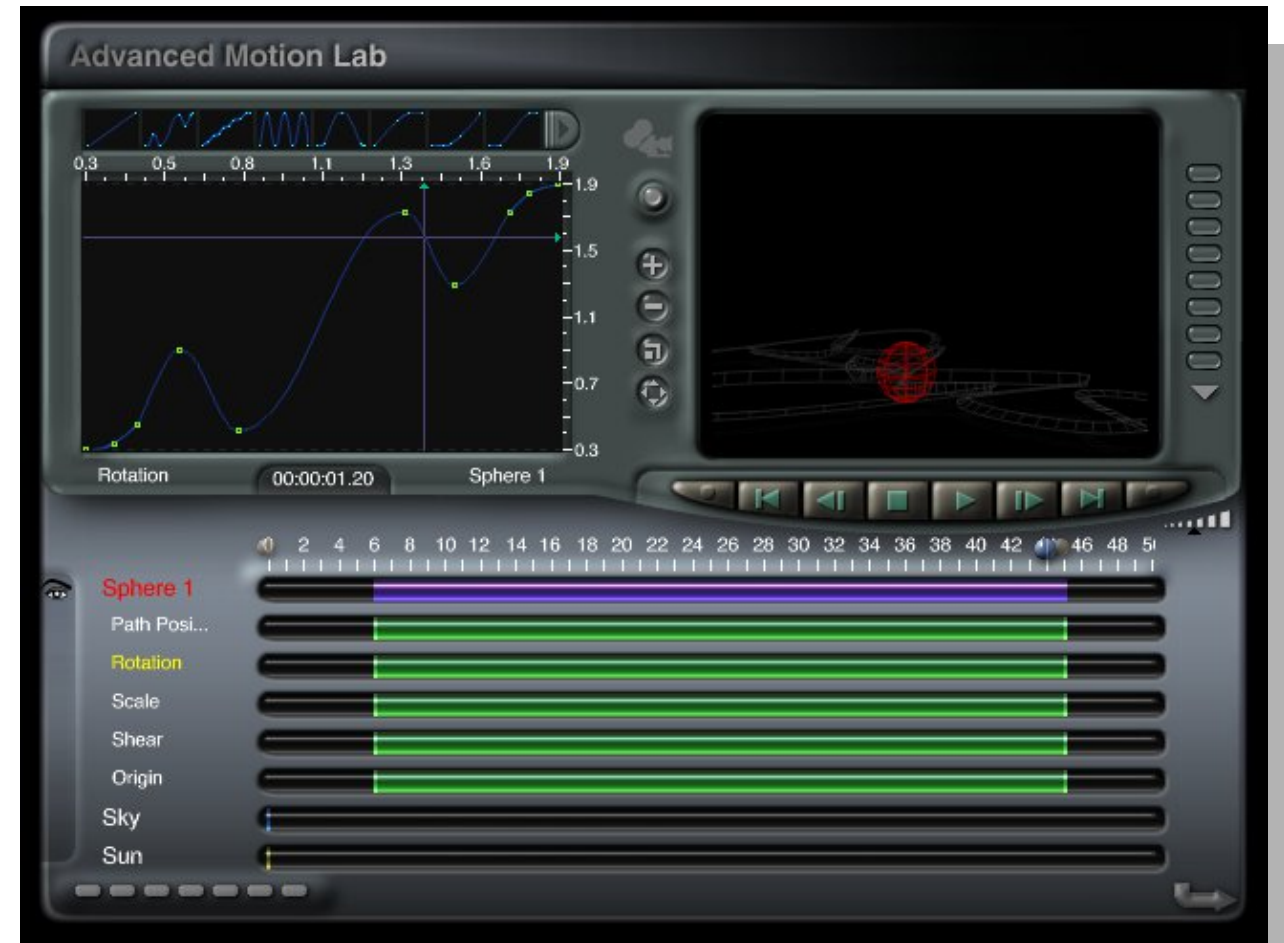 Advanced Motion Lab
0.3 0.5 0.8 1.1 1.3 1.6 1.9
1.9
1.5
1.1
0.7
0.3
Rotation 00:00:01.20 Sphere 1
2 4 6 8 10 12 14 16 18 20 22 24 26 28 30 32 34 36 38 40 42 46 48
Sphere 1
Path Posi...
Rotation
Scale
Shear
Origin
Sky
Sun